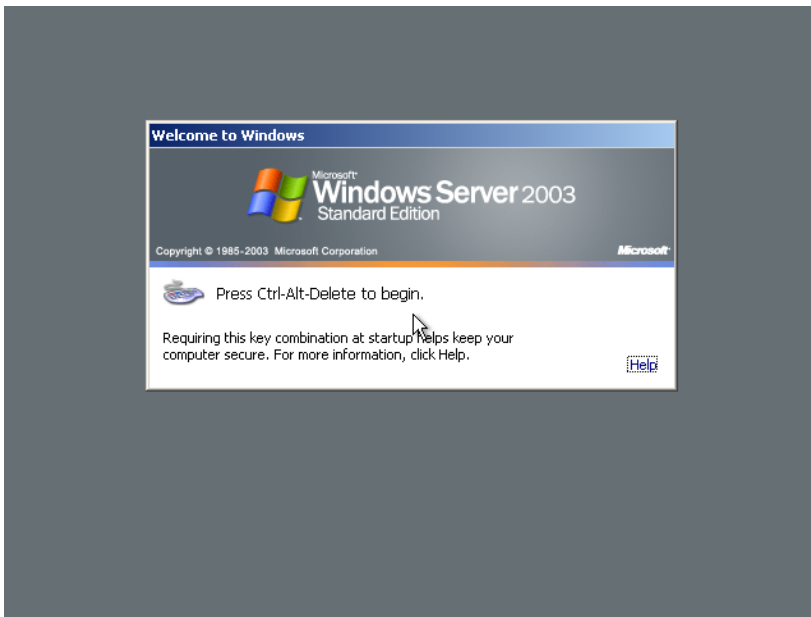 Welcome to Windows
Microsoft
Windows Server 2003
Standard Edition
Copyright © 1985-2003 Microsoft Corporation
Microsoft
Press Ctrl-Alt-Delete to begin.
Requiring this key combination at startup helps keep your
computer secure. For more information, click Help.
Help